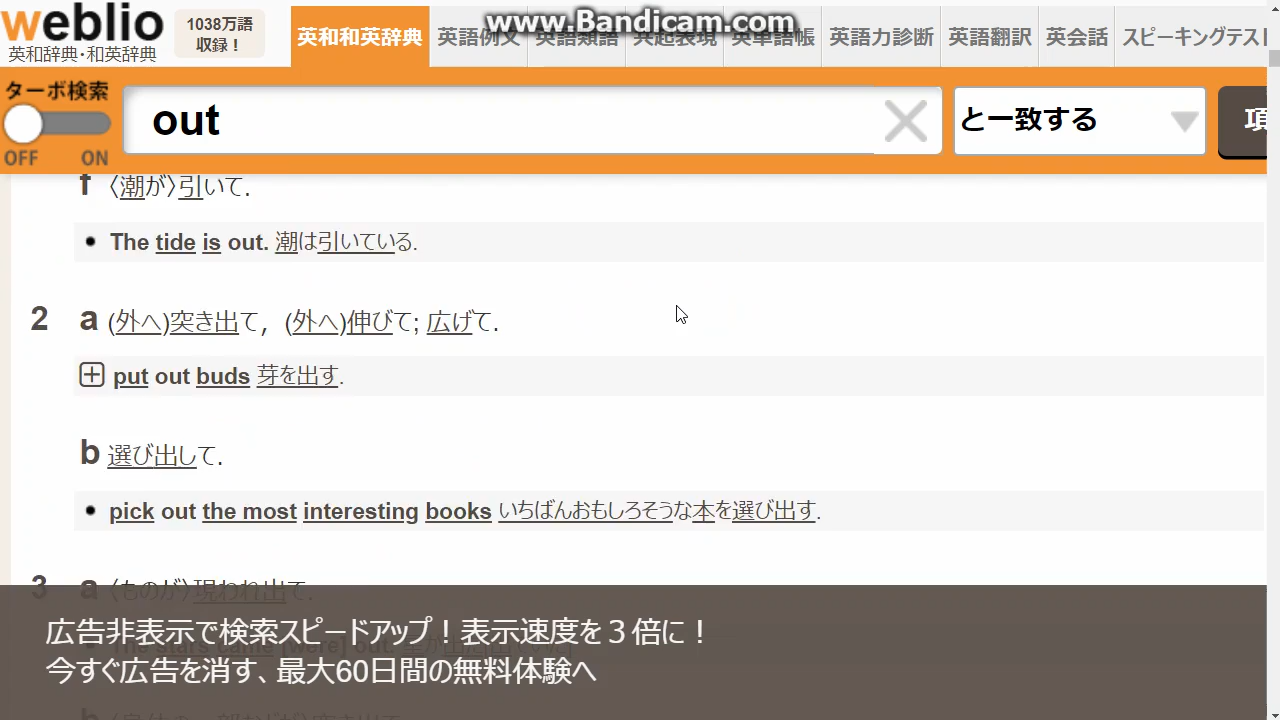 www.Bandicam.com
weblio
英和辞典・和英辞典
1038万語
収録！
英和和英辞典
英語例文
英語類語
共起表現
英単語帳
英語力診断
英語翻訳
英会話
スピーキングテスト
ターボ検索
OFF ON
out
と一致する
項
f 〈潮が〉引いて.
The tide is out. 潮は引いている.
2 a (外へ)突き出て，(外へ)伸びて; 広げて.
put out buds 芽を出す.
b 選び出して.
pick out the most interesting books いちばんおもしろそうな本を選び出す.
3 a 〈ものが〉現われ出て.
The stars came [were] out.
広告非表示で検索スピードアップ！表示速度を３倍に！
今すぐ広告を消す、最大60日間の無料体験へ
b